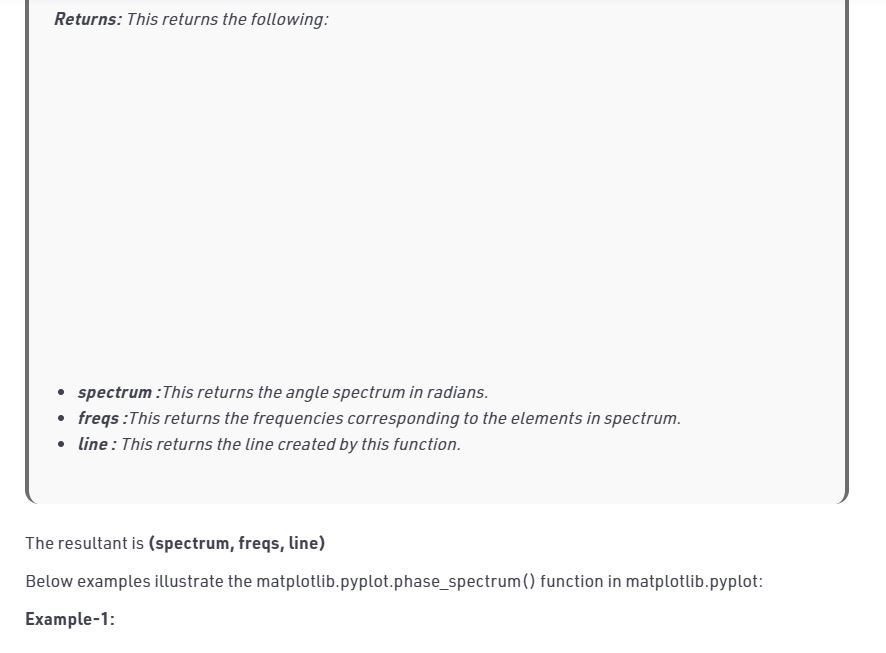 Returns: This returns the following:
spectrum :This returns the angle spectrum in radians.
freqs :This returns the frequencies corresponding to the elements in spectrum.
line : This returns the line created by this function.
The resultant is (spectrum, freqs, line)
Below examples illustrate the matplotlib.pyplot.phase_spectrum() function in matplotlib.pyplot:
Example-1: